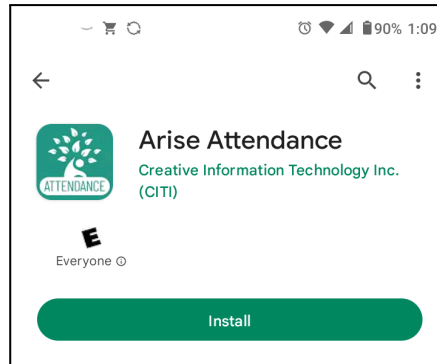 90% 1:09
Arise Attendance
ATTENDANCE
Creative Information Technology Inc.
(CITI)
E
Everyone
Install